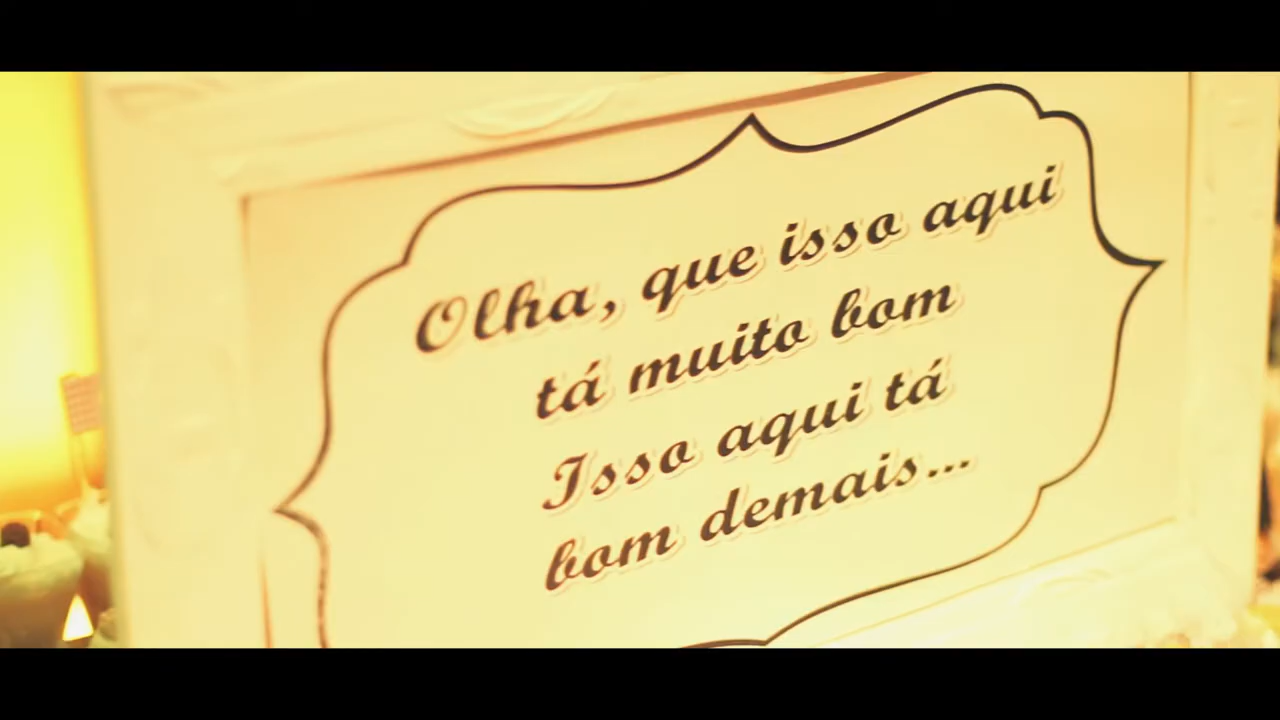 Olha, que isso aqui
tá muito bom
Isso aqui tá
bom demais...